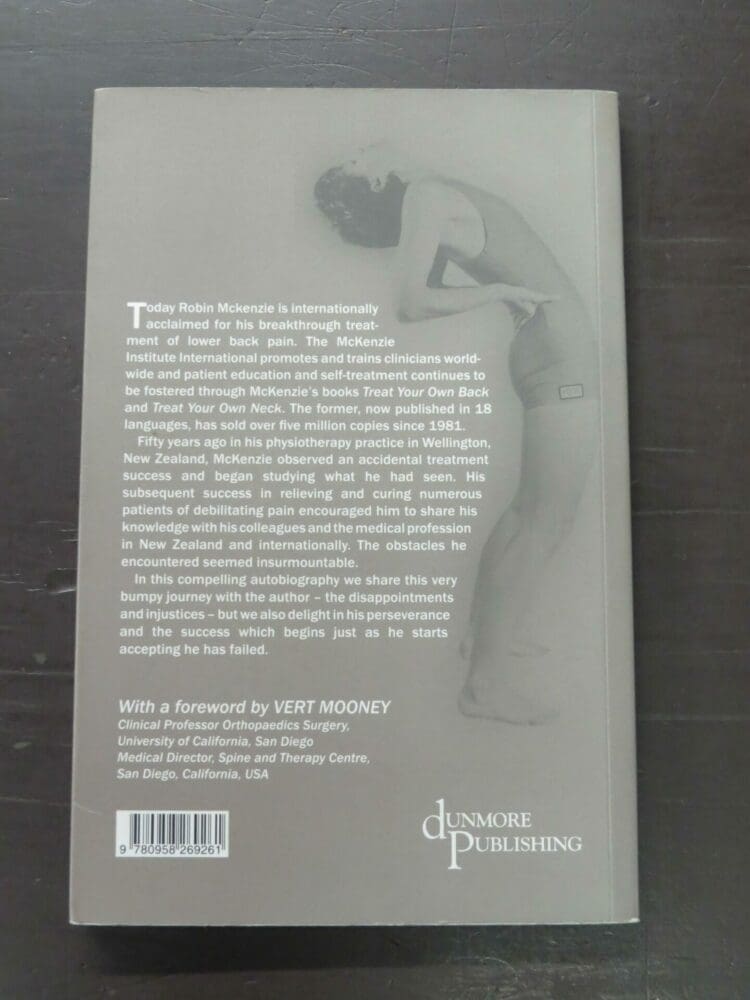 Today Robin Mckenzie is internationally
acclaimed for his breakthrough treat-
ment of lower back pain. The McKenzie
Institute International promotes and trains clinicians world-
wide and patient education and self-treatment continues to
be fostered through McKenzie's books Treat Your Own Back
and Treat Your Own Neck. The former, now published in 18
languages, has sold over five million copies since 1981.
Fifty years ago in his physiotherapy practice in Wellington,
New Zealand, McKenzie observed an accidental treatment
success and began studying what he had seen. His
subsequent success in relieving and curing numerous
patients of debilitating pain encouraged him to share his
knowledge with his colleagues and the medical profession
in New Zealand and internationally. The obstacles he
encountered seemed insurmountable.
In this compelling autobiography we share this very
bumpy journey with the author – the disappointments
and injustices – but we also delight in his perseverance
and the success which begins just as he starts
accepting he has failed.
With a foreword by VERT MOONEY
Clinical Professor Orthopaedics Surgery,
University of California, San Diego
Medical Director, Spine and Therapy Centre,
San Diego, California, USA
9 780958 269261
dUNMORE
PUBLISHING